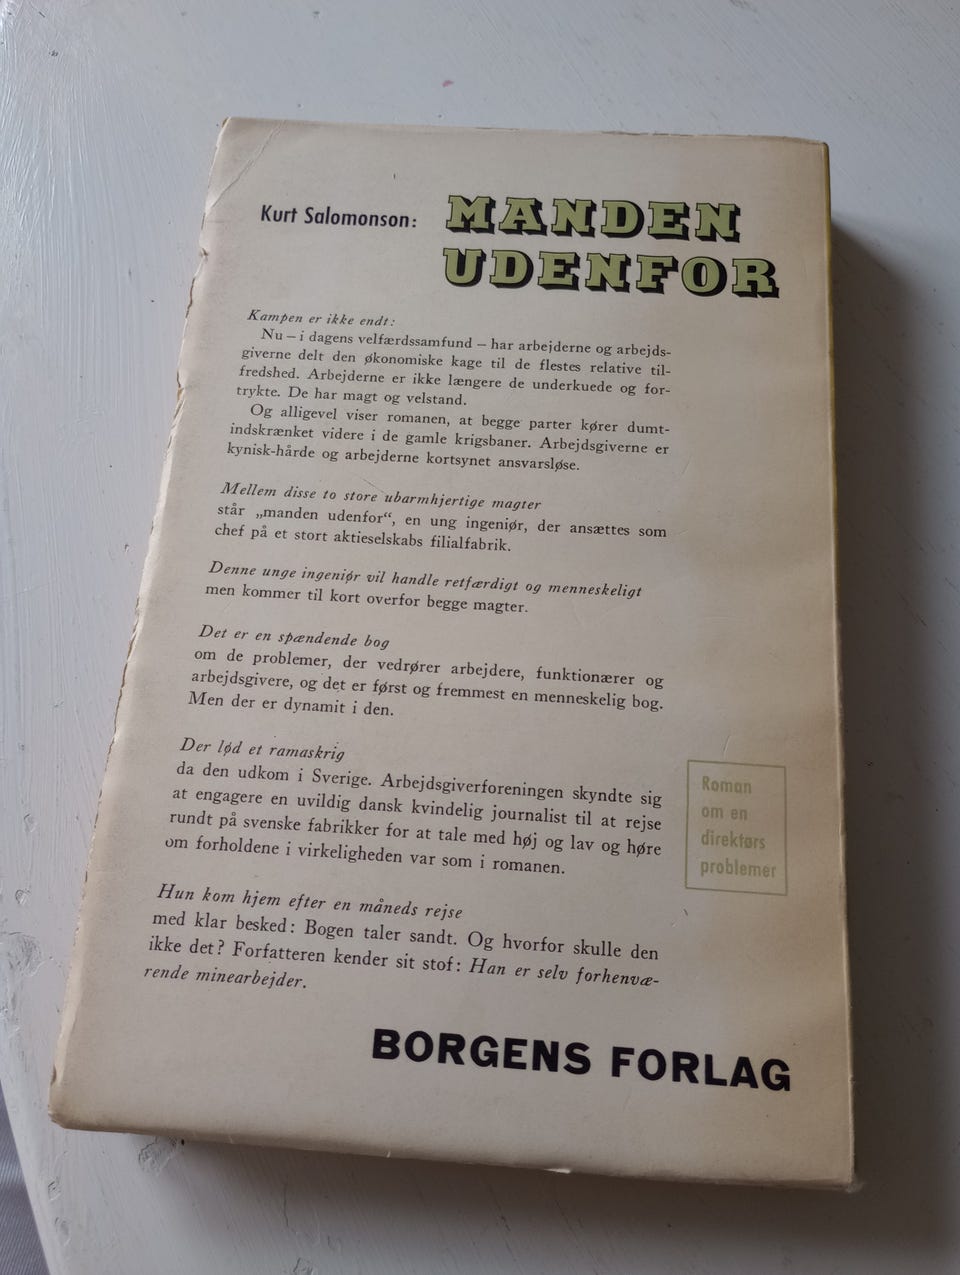 Kurt Salomonson: MANDEN
UDENFOR
Kampen er ikke endt:
Nu – i dagens velfærdssamfund – har arbejderne og arbejds-
giverne delt den økonomiske kage til de flestes relative til-
fredshed. Arbejderne er ikke længere de underkuede og for-
trykte. De har magt og velstand.
Og alligevel viser romanen, at begge parter kører dumt-
indskrænket videre i de gamle krigsbaner. Arbejdsgiverne er
kynisk-hårde og arbejderne kortsynet ansvarsløse.
Mellem disse to store ubarmhjertige magter
står „manden udenfor“, en ung ingeniør, der ansættes som
chef på et stort aktieselskabs filialfabrik.
Denne unge ingeniør vil handle retfærdigt og menneskeligt
men kommer til kort overfor begge magter.
Det er en spændende bog
om de problemer, der vedrører arbejdere, funktionærer og
arbejdsgivere, og det er først og fremmest en menneskelig bog.
Men der er dynamit i den.
Der lød et ramaskrig
da den udkom i Sverige. Arbejdsgiverforeningen skyndte sig
at engagere en uvildig dansk kvindelig journalist til at rejse
rundt på svenske fabrikker for at tale med høj og lav og høre
om forholdene i virkeligheden var som i romanen.
Hun kom hjem efter en måneds rejse
med klar besked: Bogen taler sandt. Og hvorfor skulle den
ikke det? Forfatteren kender sit stof: Han er selv forhenvæ-
rende minearbejder.
Roman
om en
direktørs
problemer
BORGENS FORLAG